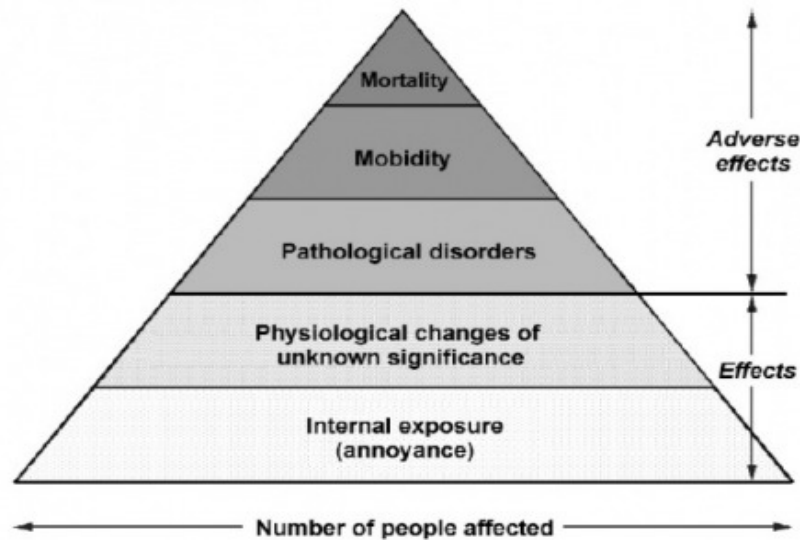 Mortality
Mobidity
Adverse
effects
Pathological disorders
Physiological changes of
unknown significance
Effects
Internal exposure
(annoyance)
Number of people affected